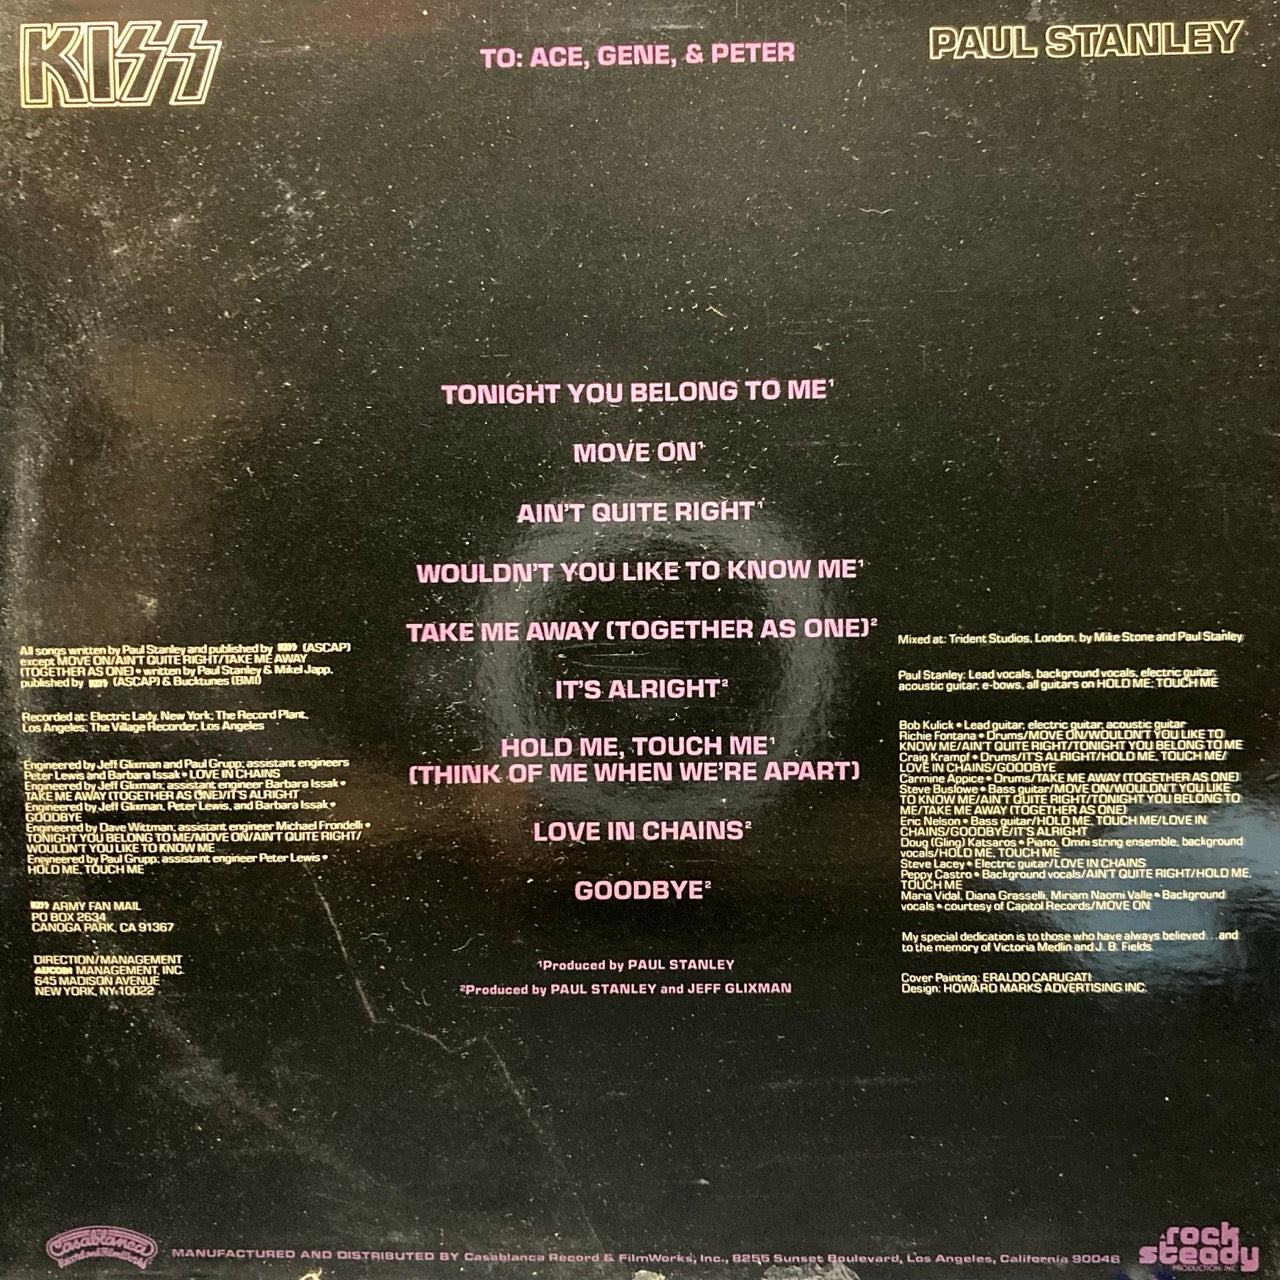 KISS
TO: ACE, GENE, & PETER
PAUL STANLEY
TONIGHT YOU BELONG TO ME¹
MOVE ON¹
AIN'T QUITE RIGHT¹
WOULDN'T YOU LIKE TO KNOW ME¹
TAKE ME AWAY (TOGETHER AS ONE)²
IT'S ALRIGHT²
HOLD ME, TOUCH ME¹
(THINK OF ME WHEN WE'RE APART)
LOVE IN CHAINS²
GOODBYE²
¹Produced by PAUL STANLEY
²Produced by PAUL STANLEY and JEFF GLIXMAN
All songs written by Paul Stanley and published by KISS (ASCAP)
except MOVE ON/AIN'T QUITE RIGHT/TAKE ME AWAY
(TOGETHER AS ONE) • written by Paul Stanley & Mikel Japp,
published by KISS (ASCAP) & Bucktunes (BMI)
Recorded at: Electric Lady, New York; The Record Plant,
Los Angeles; The Village Recorder, Los Angeles
Engineered by Jeff Glixman and Paul Grupp; assistant engineers
Peter Lewis and Barbara Issak • LOVE IN CHAINS
Engineered by Jeff Glixman; assistant engineer Barbara Issak •
TAKE ME AWAY (TOGETHER AS ONE)/IT'S ALRIGHT
Engineered by Jeff Glixman, Peter Lewis, and Barbara Issak •
GOODBYE
Engineered by Dave Wittman; assistant engineer Michael Frondelli •
TONIGHT YOU BELONG TO ME/MOVE ON/AIN'T QUITE RIGHT/
WOULDN'T YOU LIKE TO KNOW ME
Engineered by Paul Grupp; assistant engineer Peter Lewis •
HOLD ME, TOUCH ME
KISS ARMY FAN MAIL
PO BOX 2634
CANOGA PARK, CA 91367
DIRECTION/MANAGEMENT
AUCOIN MANAGEMENT, INC.
645 MADISON AVENUE
NEW YORK, NY 10022
Mixed at: Trident Studios, London, by Mike Stone and Paul Stanley
Paul Stanley: Lead vocals, background vocals, electric guitar,
acoustic guitar, e-bows, all guitars on HOLD ME, TOUCH ME
Bob Kulick • Lead guitar, electric guitar, acoustic guitar
Richie Fontana • Drums/MOVE ON/WOULDN'T YOU LIKE TO
KNOW ME/AIN'T QUITE RIGHT/TONIGHT YOU BELONG TO ME
Craig Krampf • Drums/IT'S ALRIGHT/HOLD ME, TOUCH ME/
LOVE IN CHAINS/GOODBYE
Carmine Appice • Drums/TAKE ME AWAY (TOGETHER AS ONE)
Steve Buslowe • Bass guitar/MOVE ON/WOULDN'T YOU LIKE
TO KNOW ME/AIN'T QUITE RIGHT/TONIGHT YOU BELONG TO
ME/TAKE ME AWAY (TOGETHER AS ONE)
Eric Nelson • Bass guitar/HOLD ME, TOUCH ME/LOVE IN
CHAINS/GOODBYE/IT'S ALRIGHT
Doug (Gling) Katsaros • Piano, Omni string ensemble, background
vocals/HOLD ME, TOUCH ME
Steve Lacey • Electric guitar/LOVE IN CHAINS
Peppy Castro • Background vocals/AIN'T QUITE RIGHT/HOLD ME,
TOUCH ME
Maria Vidal, Diana Grasselli, Miriam Naomi Valle • Background
vocals • courtesy of Capitol Records/MOVE ON
My special dedication is to those who have always believed...and
to the memory of Victoria Medlin and J. B. Fields.
Cover Painting: ERALDO CARUGATI
Design: HOWARD MARKS ADVERTISING INC.
Casablanca
Record and FilmWorks
MANUFACTURED AND DISTRIBUTED BY Casablanca Record & FilmWorks, Inc., 8255 Sunset Boulevard, Los Angeles, California 90046
rock
steady
PRODUCTION, INC.